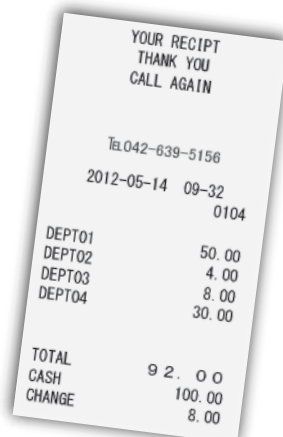 YOUR RECIPT
THANK YOU
CALL AGAIN
TEL042-639-5156
2012-05-14 09-32
0104
DEPT01 50.00
DEPT02 4.00
DEPT03 8.00
DEPT04 30.00
TOTAL 92.00
CASH 100.00
CHANGE 8.00